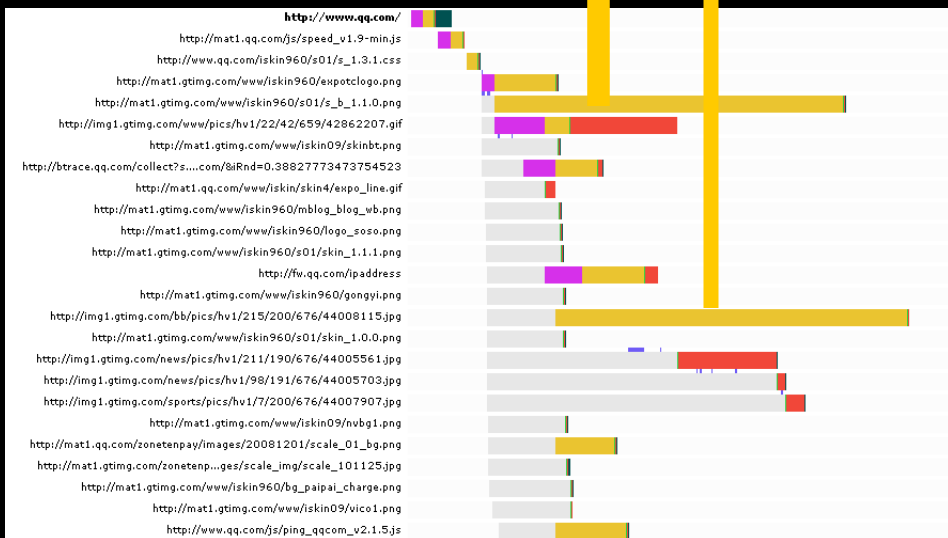 http://www.qq.com/
http://mat1.qq.com/js/speed_v1.9-min.js
http://www.qq.com/iskin960/s01/s_1.3.1.css
http://mat1.gtimg.com/www/iskin960/expotclogo.png
http://mat1.gtimg.com/www/iskin960/s01/s_b_1.1.0.png
http://img1.gtimg.com/www/pics/hv1/22/42/659/42862207.gif
http://mat1.gtimg.com/www/iskin09/skinbt.png
http://btrace.qq.com/collect?s....com/&iRnd=0.38827773473754523
http://mat1.qq.com/www/iskin/skin4/expo_line.gif
http://mat1.gtimg.com/www/iskin960/mblog_blog_wb.png
http://mat1.gtimg.com/www/iskin960/logo_soso.png
http://mat1.gtimg.com/www/iskin960/s01/skin_1.1.1.png
http://fw.qq.com/ipaddress
http://mat1.gtimg.com/www/iskin960/gongyi.png
http://img1.gtimg.com/bb/pics/hv1/215/200/676/44008115.jpg
http://mat1.gtimg.com/www/iskin960/s01/skin_1.0.0.png
http://img1.gtimg.com/news/pics/hv1/211/190/676/44005561.jpg
http://img1.gtimg.com/news/pics/hv1/98/191/676/44005703.jpg
http://img1.gtimg.com/sports/pics/hv1/7/200/676/44007907.jpg
http://mat1.gtimg.com/www/iskin09/nvbg1.png
http://mat1.qq.com/zonetenpay/images/20081201/scale_01_bg.png
http://mat1.gtimg.com/zonetenp...ges/scale_img/scale_101125.jpg
http://mat1.gtimg.com/www/iskin960/bg_paipai_charge.png
http://mat1.gtimg.com/www/iskin09/vico1.png
http://www.qq.com/js/ping_qqcom_v2.1.5.js